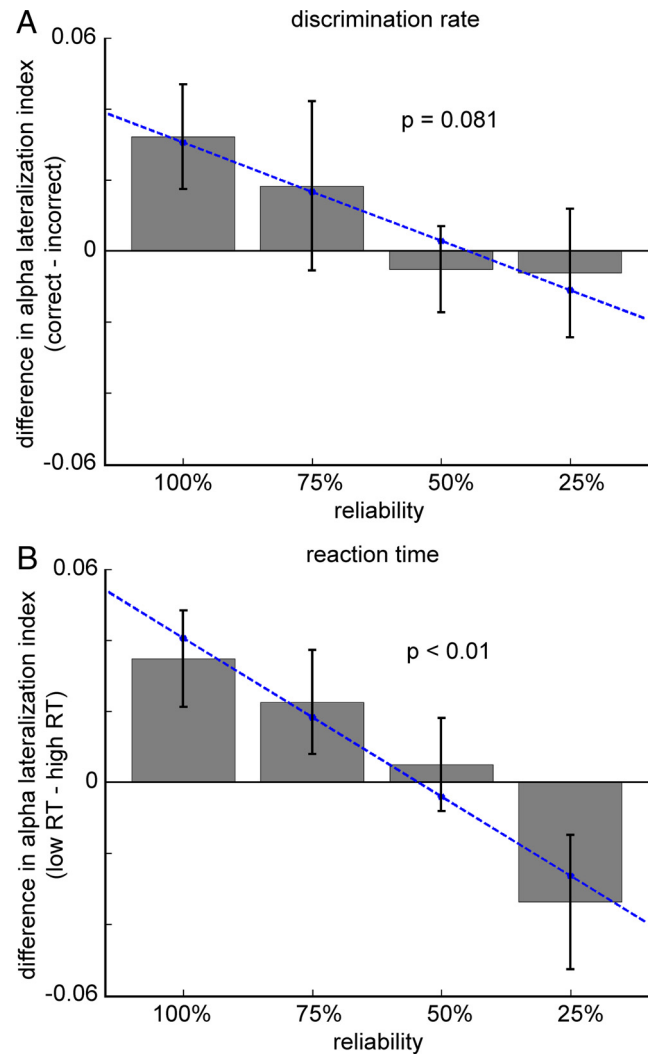 A
discrimination rate
0.06
0
-0.06
difference in alpha lateralization index
(correct - incorrect)
p = 0.081
100% 75% 50% 25%
reliability
B
reaction time
0.06
0
-0.06
difference in alpha lateralization index
(low RT - high RT)
p < 0.01
100% 75% 50% 25%
reliability